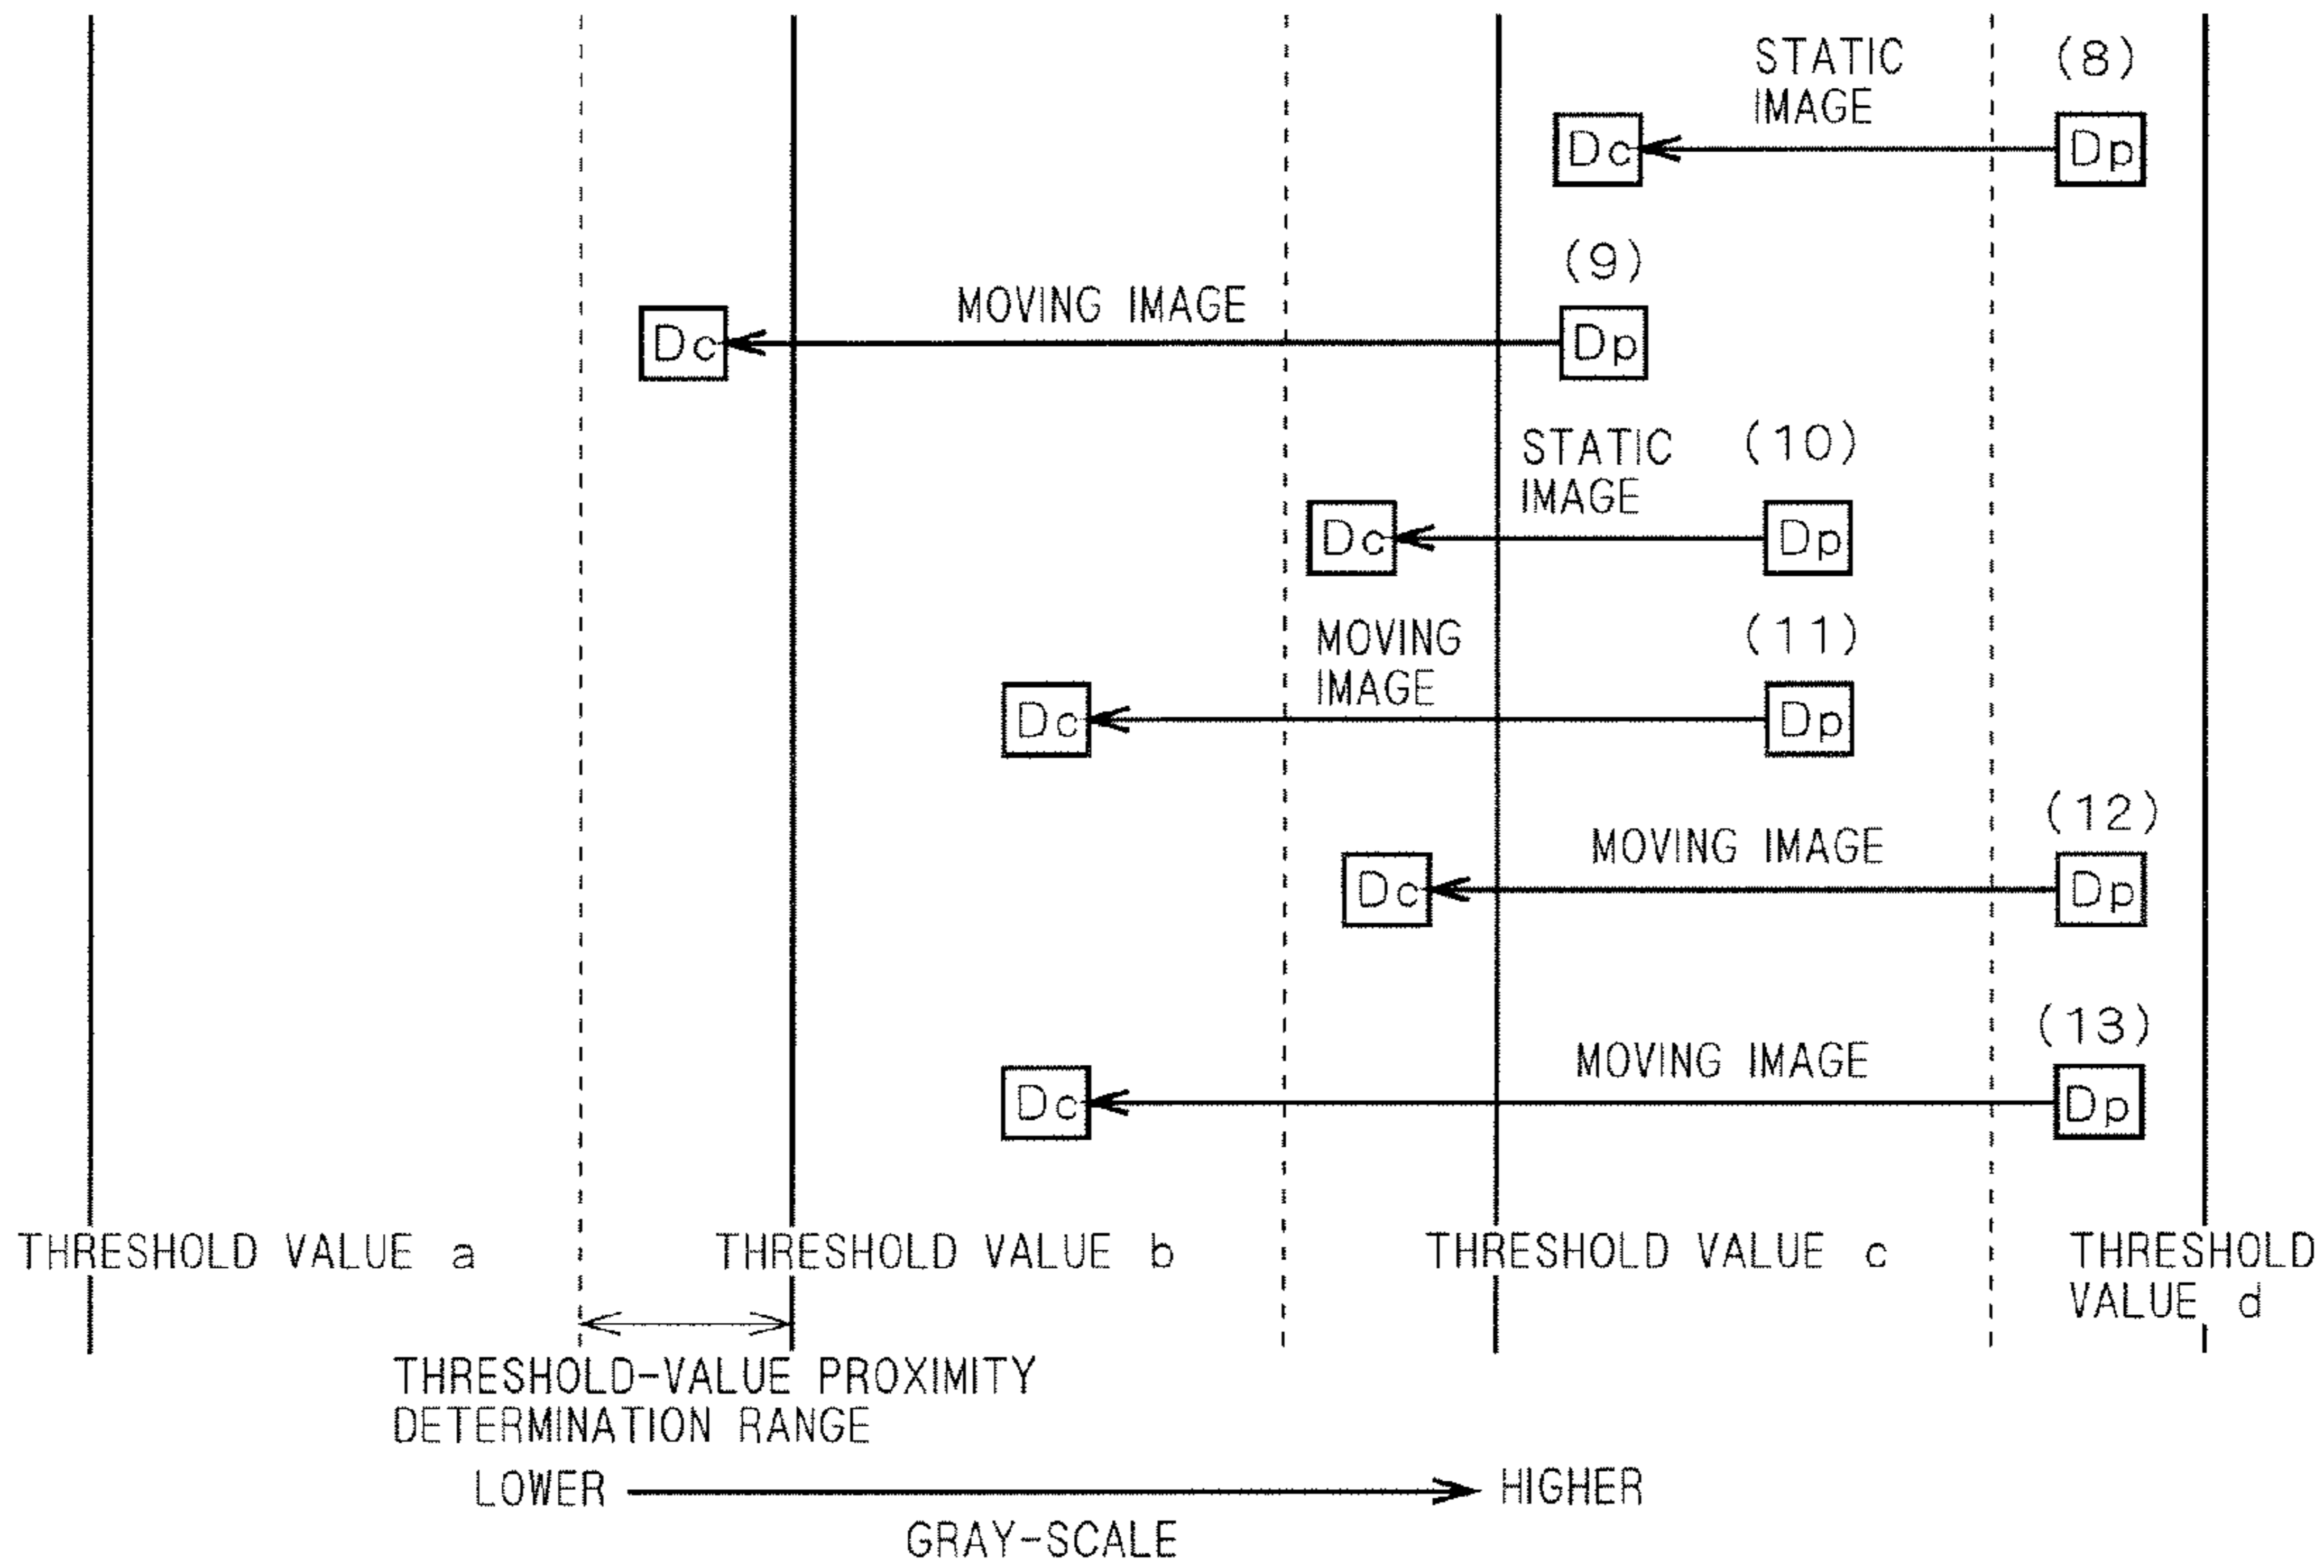 STATIC (8)
IMAGE
Dc Dp
(9)
MOVING IMAGE
Dc Dp
STATIC (10)
IMAGE
Dc Dp
MOVING (11)
IMAGE
Dc Dp
(12)
MOVING IMAGE
Dc Dp
(13)
MOVING IMAGE
Dc Dp
THRESHOLD VALUE a THRESHOLD VALUE b THRESHOLD VALUE c THRESHOLD
VALUE d
THRESHOLD-VALUE PROXIMITY
DETERMINATION RANGE
LOWER HIGHER
GRAY-SCALE